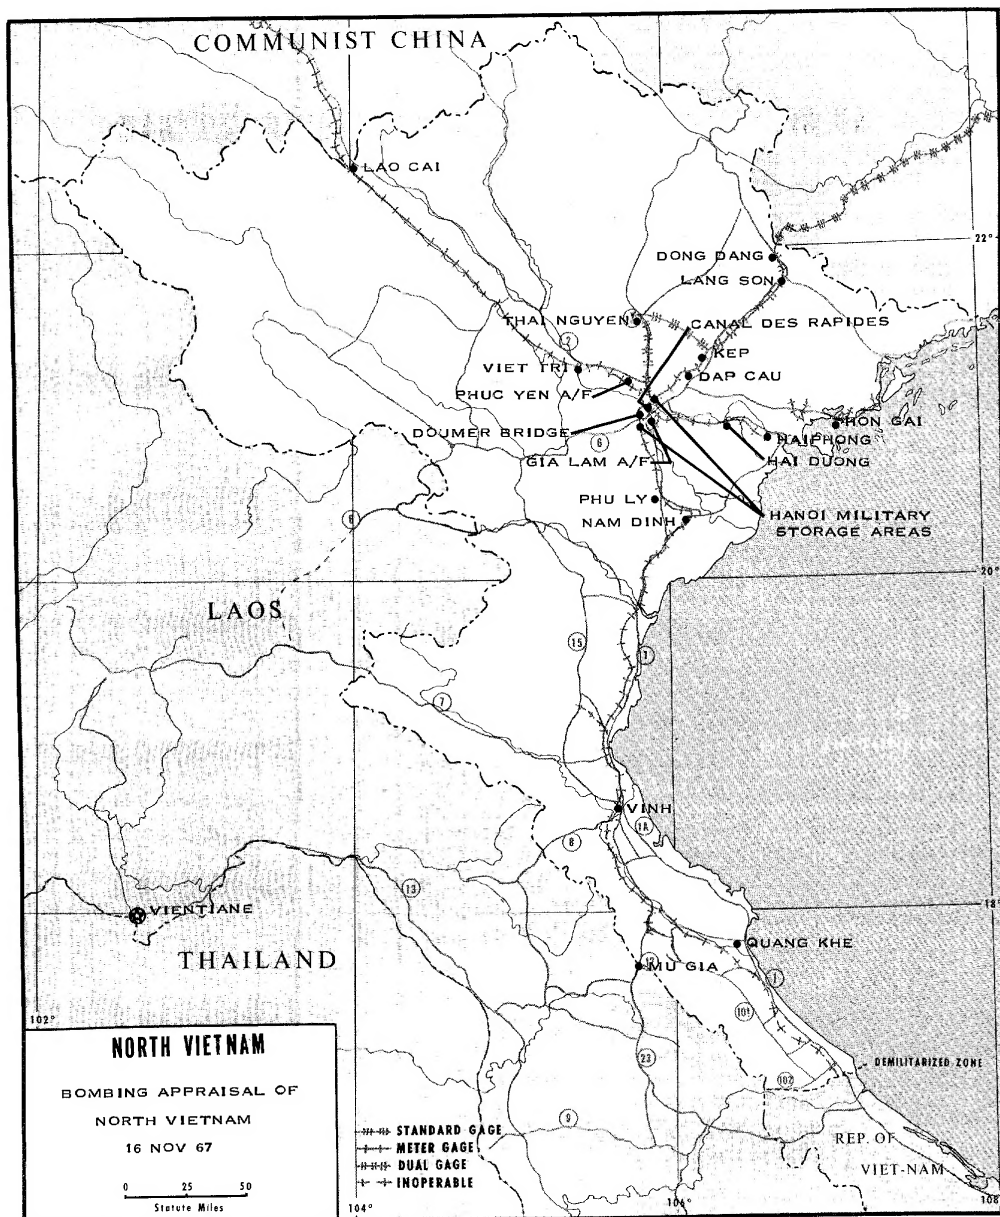 COMMUNIST CHINA
LAO CAI
22°
DONG DANG
LANG SON
THAI NGUYEN
CANAL DES RAPIDES
2
KEP
VIET TRI
DAP CAU
PHUC YEN A/F
HON GAI
DOUMER BRIDGE
6
HAIPHONG
GIA LAM A/F
HAI DUONG
PHU LY
HANOI MILITARY
STORAGE AREAS
NAM DINH
6
20°
LAOS
15
1
7
VINH
1A
8
13
VIENTIANE
18°
QUANG KHE
THAILAND
12
MU GIA
1
102°
101
23
DEMILITARIZED ZONE
102
9
REP. OF
VIET-NAM
NORTH VIETNAM
BOMBING APPRAISAL OF
NORTH VIETNAM
16 NOV 67
0 25 50
Statute Miles
STANDARD GAGE
METER GAGE
DUAL GAGE
INOPERABLE
104°
106°
108